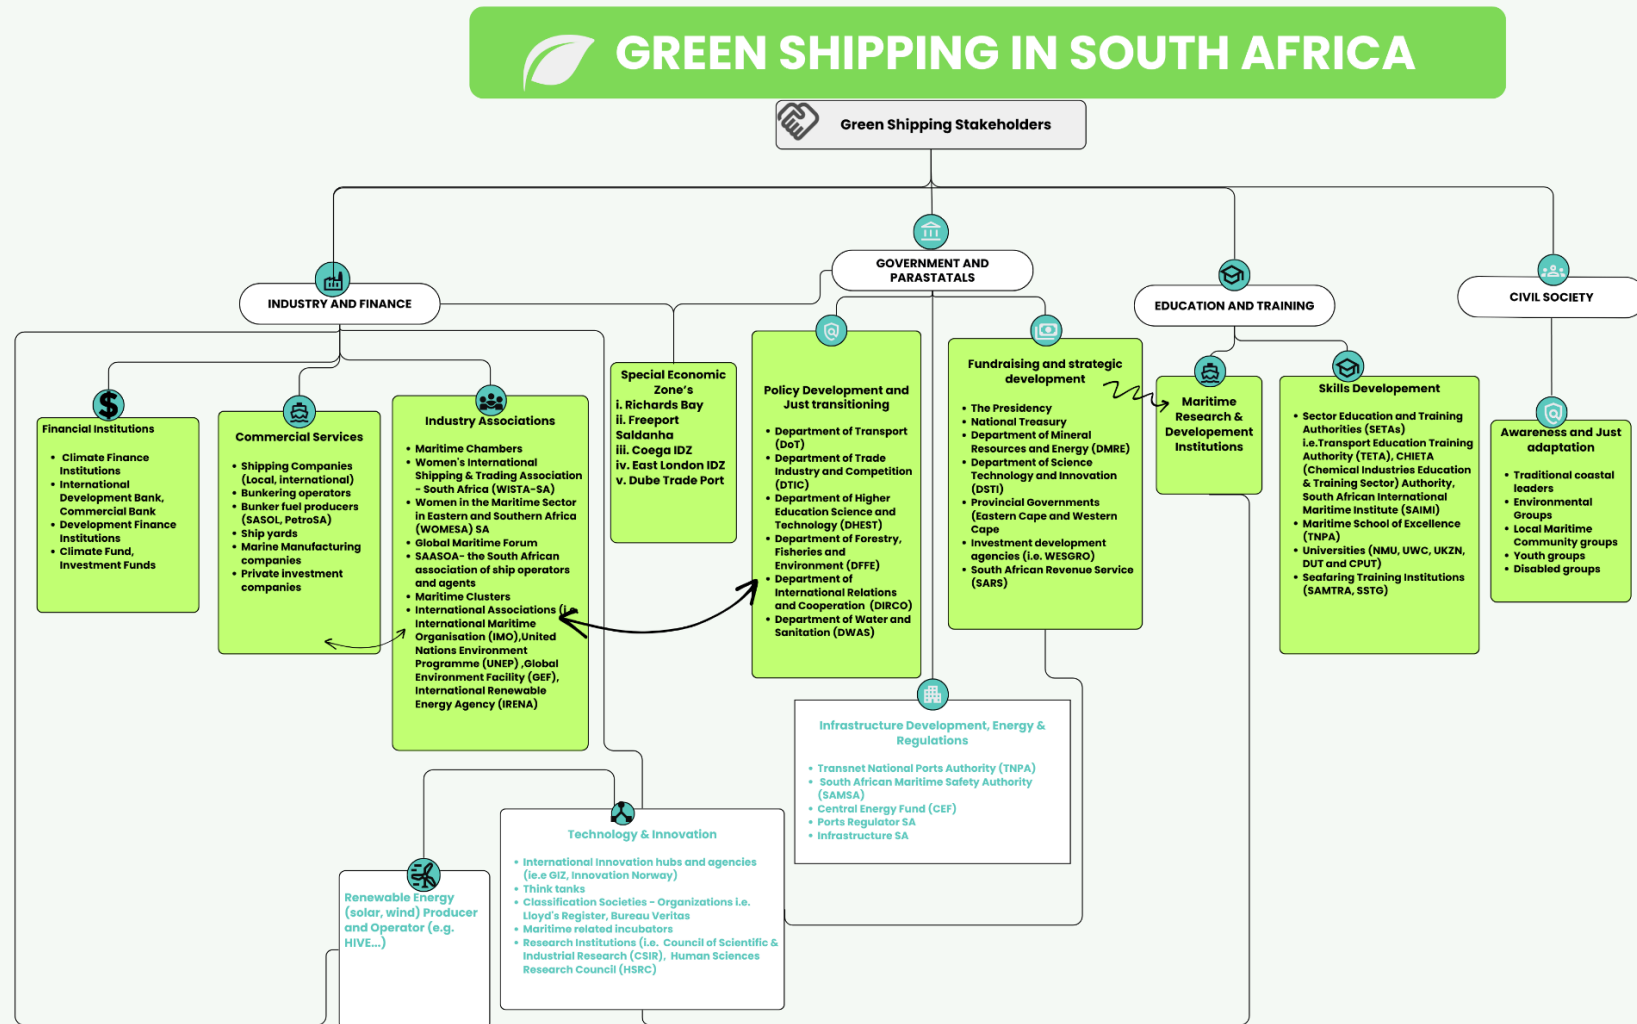 GREEN SHIPPING IN SOUTH AFRICA
Green Shipping Stakeholders
INDUSTRY AND FINANCE
GOVERNMENT AND
PARASTATALS
EDUCATION AND TRAINING
CIVIL SOCIETY
Financial Institutions
• Climate Finance
Institutions
• International
Development Bank,
Commercial Bank
• Development Finance
Institutions
• Climate Fund,
Investment Funds
Commercial Services
• Shipping Companies
(Local, international)
• Bunkering operators
• Bunker fuel producers
(SASOL, PetroSA)
• Ship yards
• Marine Manufacturing
companies
• Private investment
companies
Industry Associations
• Maritime Chambers
• Women's International
Shipping & Trading Association
- South Africa (WISTA-SA)
• Women in the Maritime Sector
in Eastern and Southern Africa
(WOMESA) SA
• Global Maritime Forum
• SAASOA- the South African
association of ship operators
and agents
• Maritime Clusters
• International Associations (i.e.
International Maritime
Organisation (IMO),United
Nations Environment
Programme (UNEP) ,Global
Environment Facility (GEF),
International Renewable
Energy Agency (IRENA)
Special Economic
Zone's
i. Richards Bay
ii. Freeport
Saldanha
iii. Coega IDZ
iv. East London IDZ
v. Dube Trade Port
Policy Development and
Just transitioning
• Department of Transport
(DoT)
• Department of Trade
Industry and Competition
(DTIC)
• Department of Higher
Education Science and
Technology (DHEST)
• Department of Forestry,
Fisheries and
Environment (DFFE)
• Department of
International Relations
and Cooperation (DIRCO)
• Department of Water and
Sanitation (DWAS)
Fundraising and strategic
development
• The Presidency
• National Treasury
• Department of Mineral
Resources and Energy (DMRE)
• Department of Science
Technology and Innovation
(DSTI)
• Provincial Governments
(Eastern Cape and Western
Cape
• Investment development
agencies (i.e. WESGRO)
• South African Revenue Service
(SARS)
Maritime
Research &
Developement
Institutions
Skills Developement
• Sector Education and Training
Authorities (SETAs)
i.e.Transport Education Training
Authority (TETA), CHIETA
(Chemical Industries Education
& Training Sector) Authority,
South African International
Maritime Institute (SAIMI)
• Maritime School of Excellence
(TNPA)
• Universities (NMU, UWC, UKZN,
DUT and CPUT)
• Seafaring Training Institutions
(SAMTRA, SSTG)
Awareness and Just
adaptation
• Traditional coastal
leaders
• Environmental
Groups
• Local Maritime
Community groups
• Youth groups
• Disabled groups
Infrastructure Development, Energy &
Regulations
• Transnet National Ports Authority (TNPA)
• South African Maritime Safety Authority
(SAMSA)
• Central Energy Fund (CEF)
• Ports Regulator SA
• Infrastructure SA
Technology & Innovation
• International Innovation hubs and agencies
(ie.e GIZ, Innovation Norway)
• Think tanks
• Classification Societies - Organizations i.e.
Lloyd's Register, Bureau Veritas
• Maritime related incubators
• Research Institutions (i.e. Council of Scientific &
Industrial Research (CSIR), Human Sciences
Research Council (HSRC)
Renewable Energy
(solar, wind) Producer
and Operator (e.g.
HIVE...)